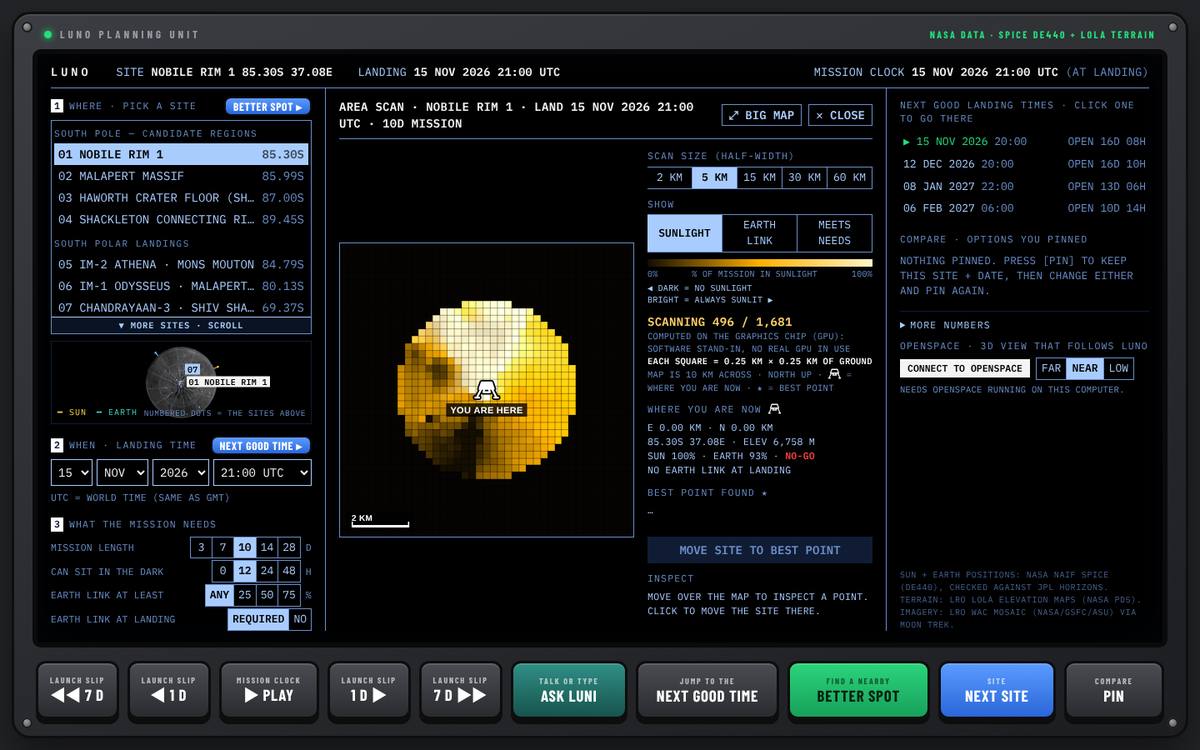 LUNO PLANNING UNIT
NASA DATA · SPICE DE440 + LOLA TERRAIN
LUNO SITE NOBILE RIM 1 85.30S 37.08E LANDING 15 NOV 2026 21:00 UTC
MISSION CLOCK 15 NOV 2026 21:00 UTC (AT LANDING)
1 WHERE · PICK A SITE
BETTER SPOT ▶
SOUTH POLE — CANDIDATE REGIONS
01 NOBILE RIM 1 85.30S
02 MALAPERT MASSIF 85.99S
03 HAWORTH CRATER FLOOR (SH… 87.00S
04 SHACKLETON CONNECTING RI… 89.45S
SOUTH POLAR LANDINGS
05 IM-2 ATHENA · MONS MOUTON 84.79S
06 IM-1 ODYSSEUS · MALAPERT… 80.13S
07 CHANDRAYAAN-3 · SHIV SHA… 69.37S
▼ MORE SITES · SCROLL
07
01 NOBILE RIM 1
— SUN — EARTH NUMBERED DOTS = THE SITES ABOVE
2 WHEN · LANDING TIME
NEXT GOOD TIME ▶
15 NOV 2026 21:00 UTC
UTC = WORLD TIME (SAME AS GMT)
3 WHAT THE MISSION NEEDS
MISSION LENGTH 3 7 10 14 28 D
CAN SIT IN THE DARK 0 12 24 48 H
EARTH LINK AT LEAST ANY 25 50 75 %
EARTH LINK AT LANDING REQUIRED NO
AREA SCAN · NOBILE RIM 1 · LAND 15 NOV 2026 21:00
UTC · 10D MISSION
⤢ BIG MAP
✕ CLOSE
YOU ARE HERE
2 KM
SCAN SIZE (HALF-WIDTH)
2 KM 5 KM 15 KM 30 KM 60 KM
SHOW
SUNLIGHT
EARTH
LINK
MEETS
NEEDS
0% % OF MISSION IN SUNLIGHT 100%
◀ DARK = NO SUNLIGHT
BRIGHT = ALWAYS SUNLIT ▶
SCANNING 496 / 1,681
COMPUTED ON THE GRAPHICS CHIP (GPU):
SOFTWARE STAND-IN, NO REAL GPU IN USE
EACH SQUARE = 0.25 KM × 0.25 KM OF GROUND
MAP IS 10 KM ACROSS · NORTH UP · =
WHERE YOU ARE NOW · ★ = BEST POINT
WHERE YOU ARE NOW
E 0.00 KM · N 0.00 KM
85.30S 37.08E · ELEV 6,758 M
SUN 100% · EARTH 93% · NO-GO
NO EARTH LINK AT LANDING
BEST POINT FOUND ★
…
MOVE SITE TO BEST POINT
INSPECT
MOVE OVER THE MAP TO INSPECT A POINT.
CLICK TO MOVE THE SITE THERE.
NEXT GOOD LANDING TIMES · CLICK ONE
TO GO THERE
▶ 15 NOV 2026 20:00 OPEN 16D 08H
12 DEC 2026 20:00 OPEN 16D 10H
08 JAN 2027 22:00 OPEN 13D 06H
06 FEB 2027 06:00 OPEN 10D 14H
COMPARE · OPTIONS YOU PINNED
NOTHING PINNED. PRESS [PIN] TO KEEP
THIS SITE + DATE, THEN CHANGE EITHER
AND PIN AGAIN.
▶ MORE NUMBERS
OPENSPACE · 3D VIEW THAT FOLLOWS LUNO
CONNECT TO OPENSPACE
FAR NEAR LOW
NEEDS OPENSPACE RUNNING ON THIS COMPUTER.
SUN + EARTH POSITIONS: NASA NAIF SPICE
(DE440), CHECKED AGAINST JPL HORIZONS.
TERRAIN: LRO LOLA ELEVATION MAPS (NASA PDS).
IMAGERY: LRO WAC MOSAIC (NASA/GSFC/ASU) VIA
MOON TREK.
LAUNCH SLIP
◀◀ 7 D
LAUNCH SLIP
◀ 1 D
MISSION CLOCK
▶ PLAY
LAUNCH SLIP
1 D ▶
LAUNCH SLIP
7 D ▶▶
TALK OR TYPE
ASK LUNI
JUMP TO THE
NEXT GOOD TIME
FIND A NEARBY
BETTER SPOT
SITE
NEXT SITE
COMPARE
PIN